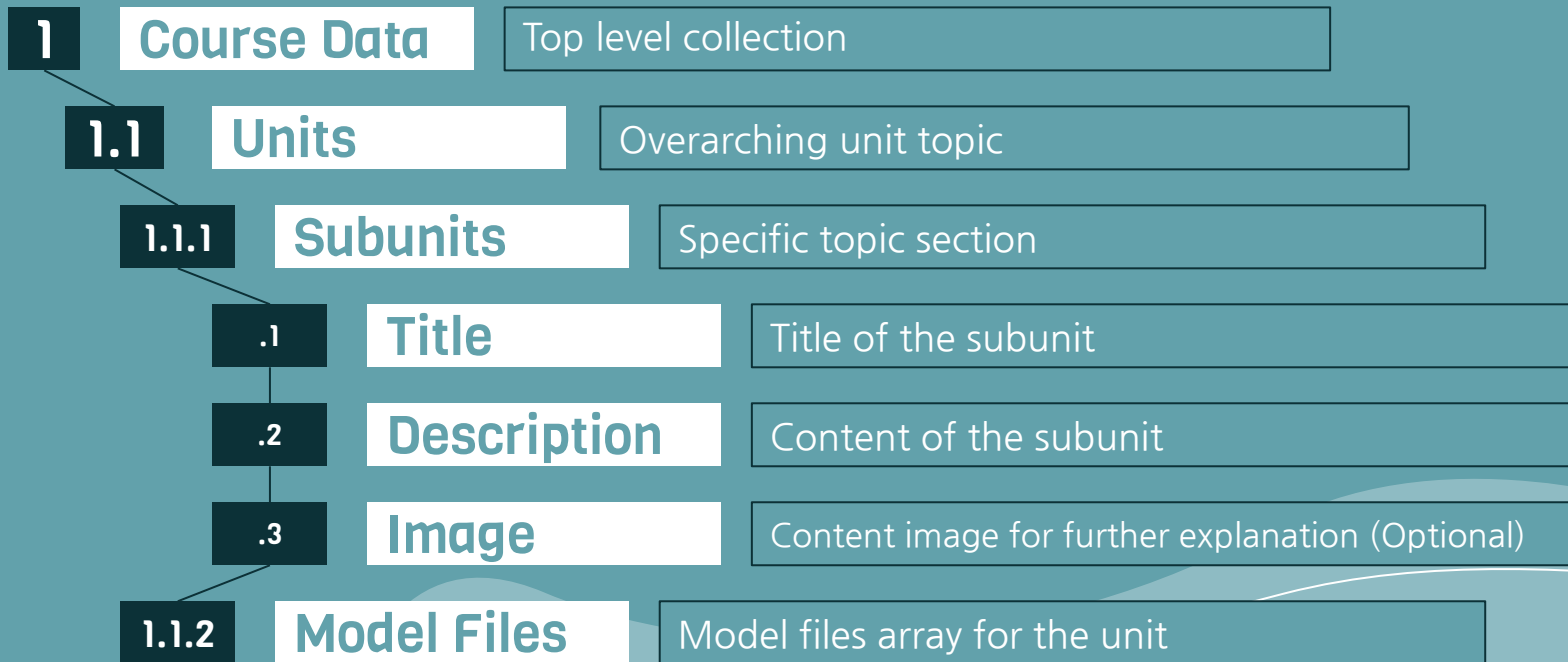 1 Course Data Top level collection
1.1 Units Overarching unit topic
1.1.1 Subunits Specific topic section
.1 Title Title of the subunit
.2 Description Content of the subunit
.3 Image Content image for further explanation (Optional)
1.1.2 Model Files Model files array for the unit